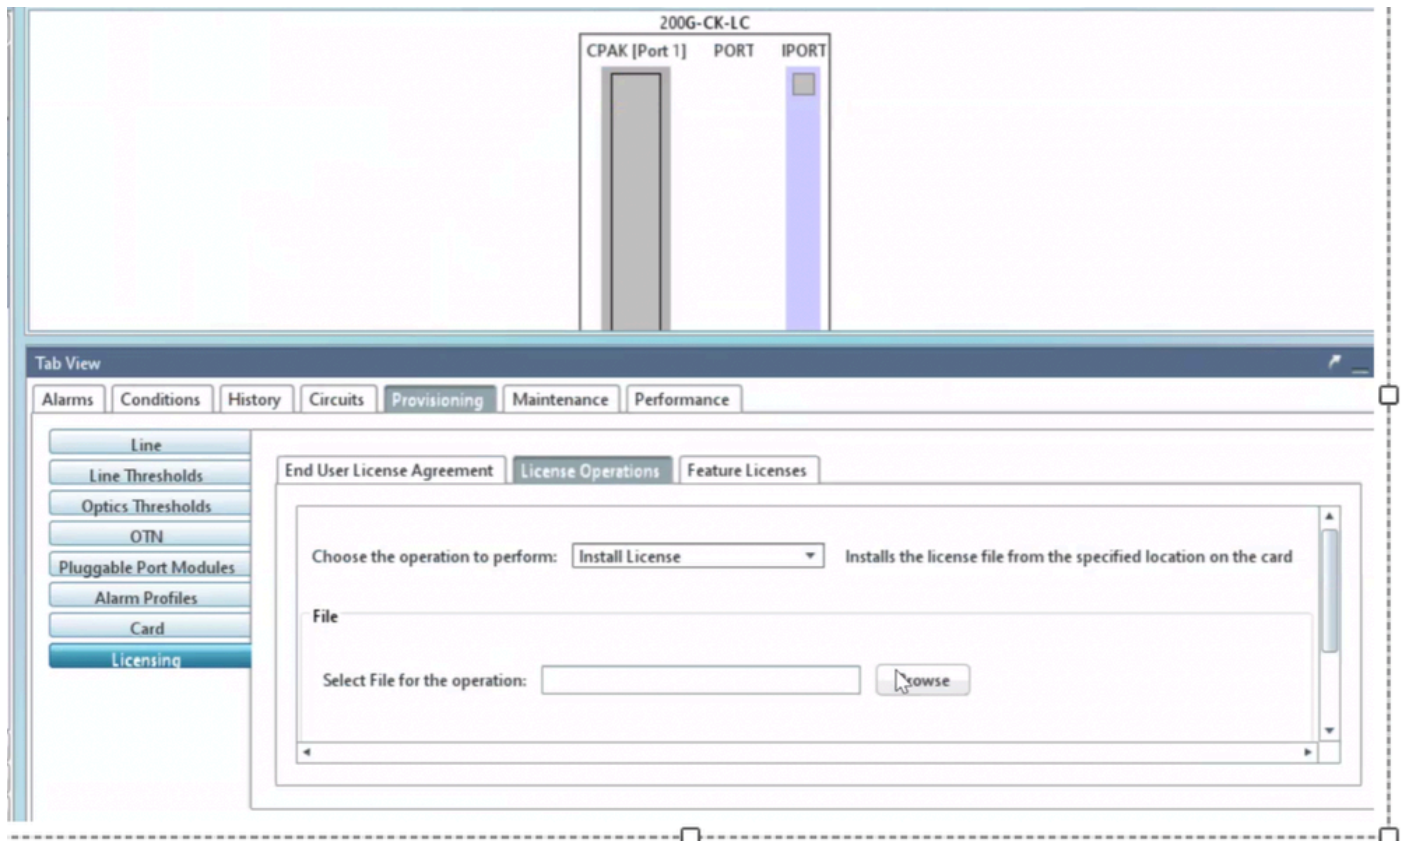 200G-CK-LC
CPAK [Port 1] PORT IPORT
Tab View
Alarms Conditions History Circuits Provisioning Maintenance Performance
Line
Line Thresholds
Optics Thresholds
OTN
Pluggable Port Modules
Alarm Profiles
Card
Licensing
End User License Agreement License Operations Feature Licenses
Choose the operation to perform: Install License Installs the license file from the specified location on the card
File
Select File for the operation: Browse